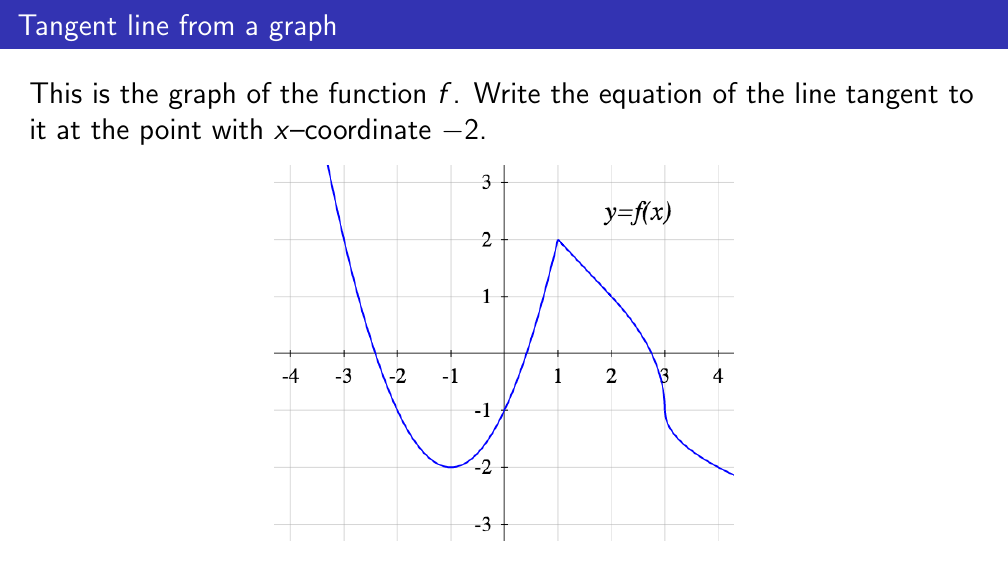 Tangent line from a graph
This is the graph of the function f. Write the equation of the line tangent to
it at the point with x–coordinate −2.
3
y=f(x)
2
1
-4 -3 -2 -1 1 2 3 4
-1
-2
-3